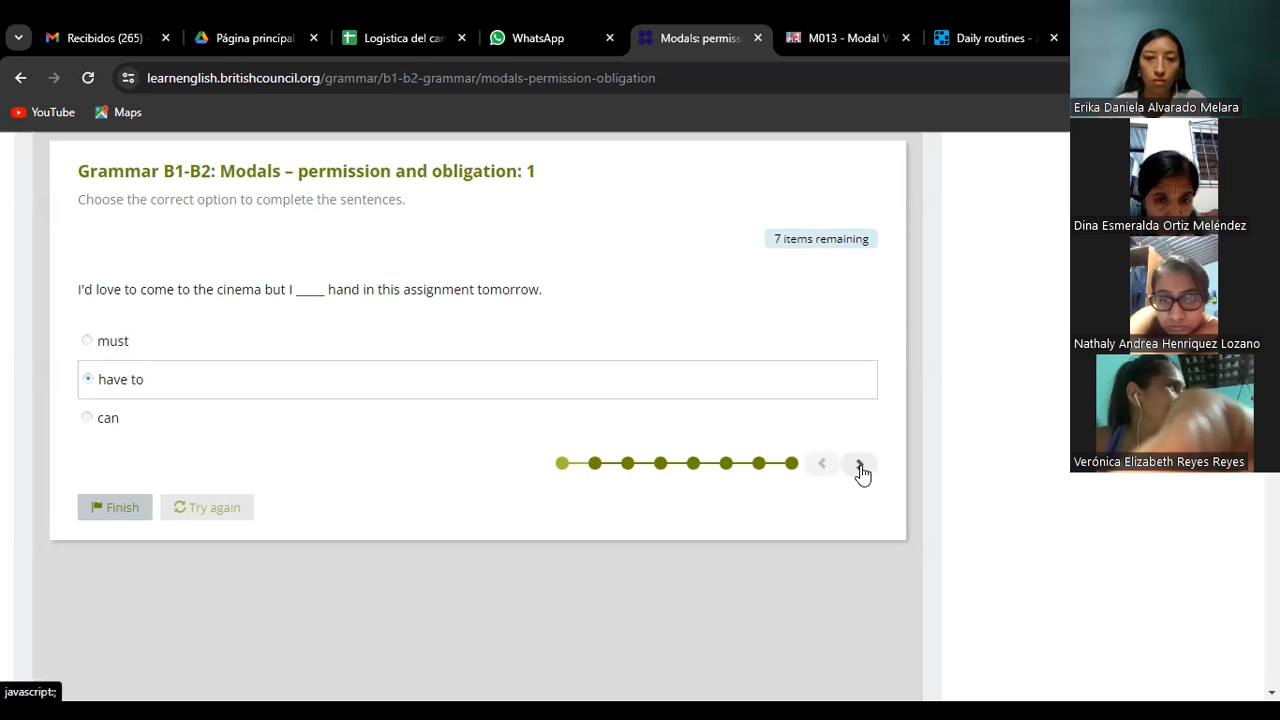 Recibidos (265)
Página principal
Logistica del car
WhatsApp
Modals: permiss
M013 - Modal V
Daily routines -
learnenglish.britishcouncil.org/grammar/b1-b2-grammar/modals-permission-obligation
YouTube
Maps
Erika Daniela Alvarado Melara
Dina Esmeralda Ortiz Meléndez
Nathaly Andrea Henriquez Lozano
Verónica Elizabeth Reyes Reyes
Grammar B1-B2: Modals – permission and obligation: 1
Choose the correct option to complete the sentences.
7 items remaining
I'd love to come to the cinema but I _____ hand in this assignment tomorrow.
must
have to
can
Finish
Try again
javascript:;